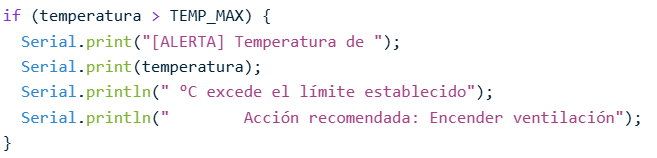 if (temperatura > TEMP_MAX) {
  Serial.print("[ALERTA] Temperatura de ");
  Serial.print(temperatura);
  Serial.println(" ºC excede el límite establecido");
  Serial.println("        Acción recomendada: Encender ventilación");
}